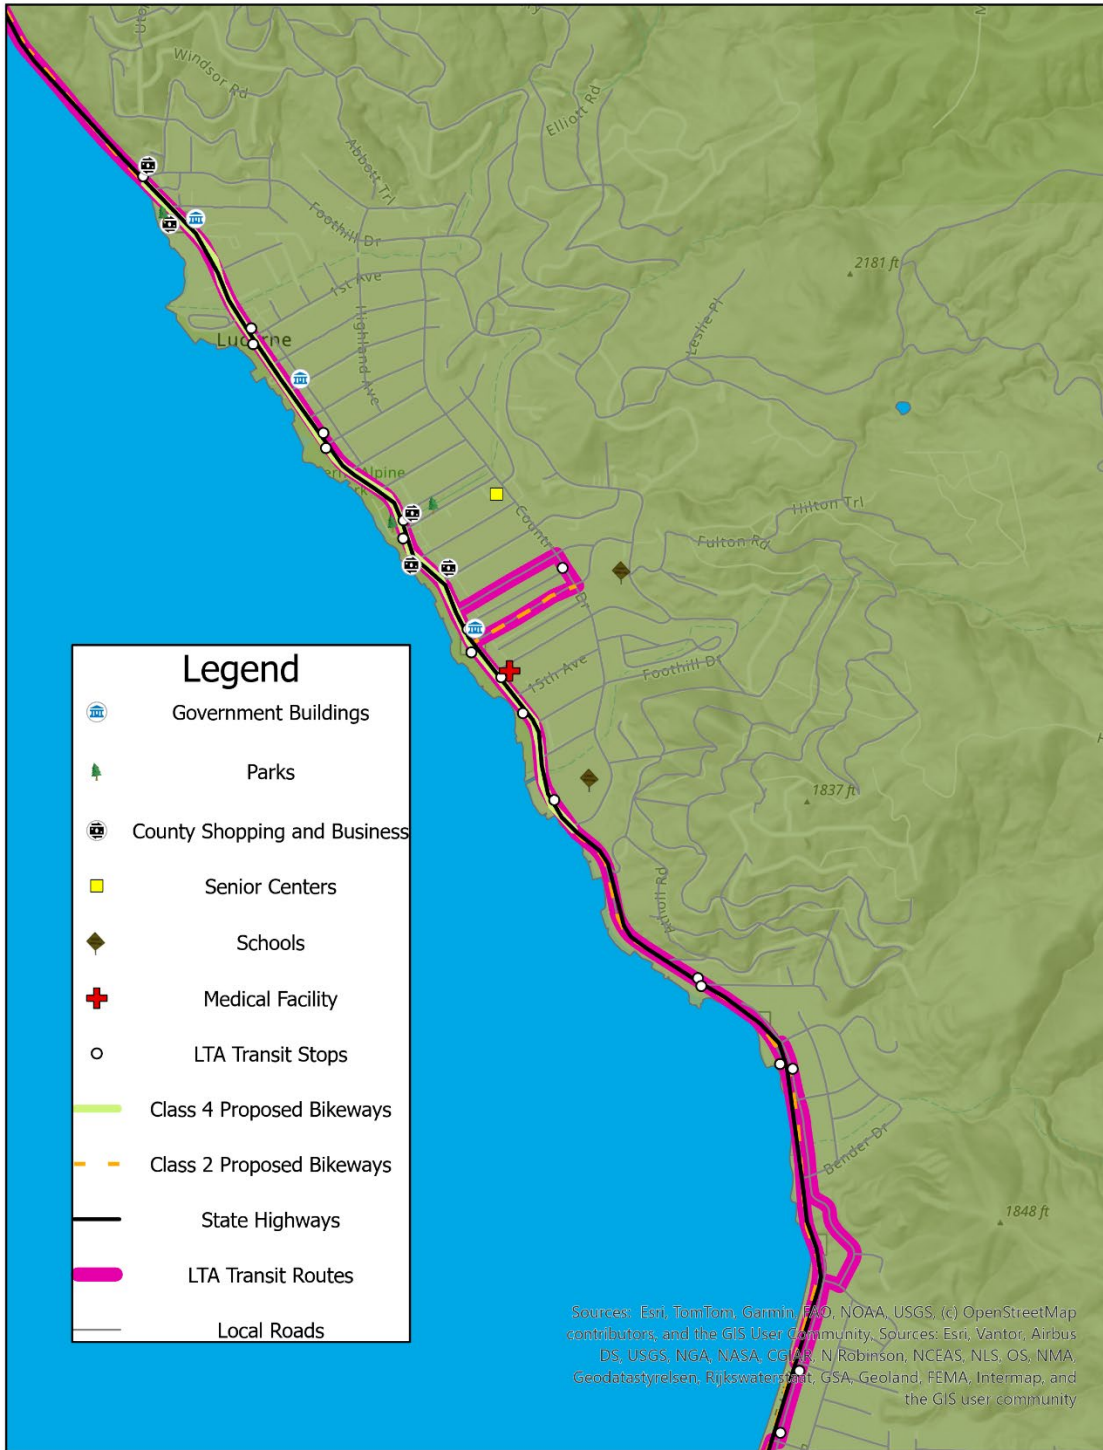 Windsor Rd
Elliott Rd
Abbott Trl
Foothill Dr
2181 ft
1st Ave
Highland Ave
Leslie Pl
Alpine
Hilton Trl
Fulton Rd
Dr
15th Ave
Foothill Dr
1837 ft
Bender Dr
1848 ft
Legend
Government Buildings
Parks
County Shopping and Business
Senior Centers
Schools
Medical Facility
LTA Transit Stops
Class 4 Proposed Bikeways
Class 2 Proposed Bikeways
State Highways
LTA Transit Routes
Local Roads
Sources: Esri, TomTom, Garmin, FAO, NOAA, USGS, (c) OpenStreetMap
contributors, and the GIS User Community, Sources: Esri, Vantor, Airbus
DS, USGS, NGA, NASA, CGIAR, N Robinson, NCEAS, NLS, OS, NMA,
Geodatastyrelsen, Rijkswaterstaat, GSA, Geoland, FEMA, Intermap, and
the GIS user community